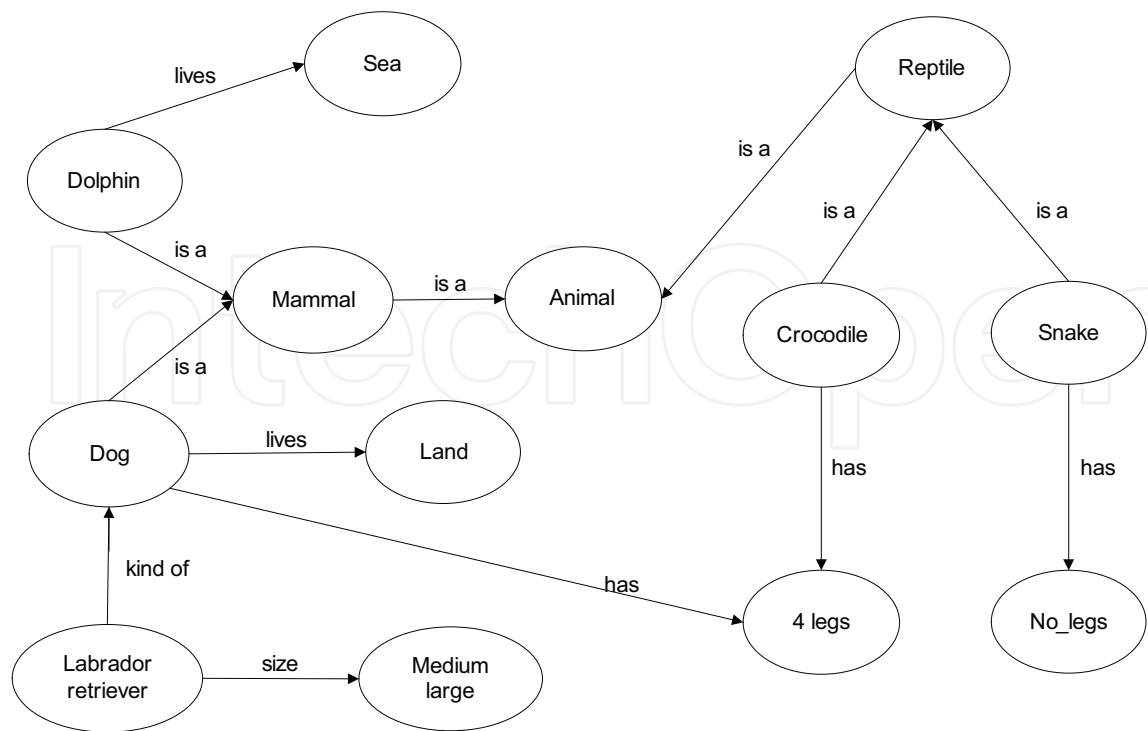 Sea
Reptile
lives
is a
Dolphin
is a
is a
is a
Mammal
is a
Animal
Crocodile
Snake
is a
Dog
lives
Land
has
has
kind of
has
4 legs
No_legs
Labrador
retriever
size
Medium
large
IntechOpen